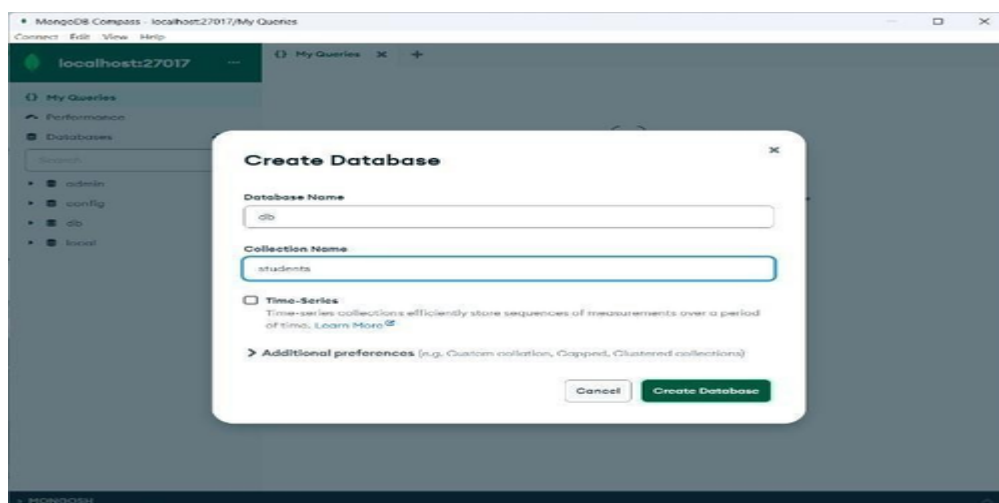 MongoDB Compass - localhost:27017/My Queries
Connect Edit View Help
localhost:27017 ...
{} My Queries
My Queries
Performance
Databases
Search
admin
config
db
local
Create Database
Database Name
db
Collection Name
students
Time-Series
Time-series collections efficiently store sequences of measurements over a period
of time. Learn More
Additional preferences (e.g. Custom collation, Capped, Clustered collections)
Cancel
Create Database
>_MONGOSH